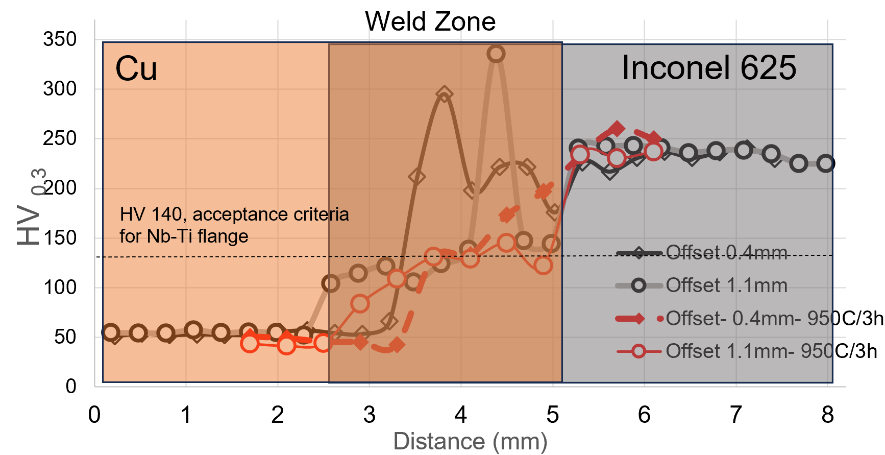 Weld Zone
Cu
Inconel 625
350
300
250
200
150
100
50
0
HV 0.3
HV 140, acceptance criteria
for Nb-Ti flange
Offset 0.4mm
Offset 1.1mm
Offset- 0.4mm- 950C/3h
Offset 1.1mm- 950C/3h
0 1 2 3 4 5 6 7 8
Distance (mm)